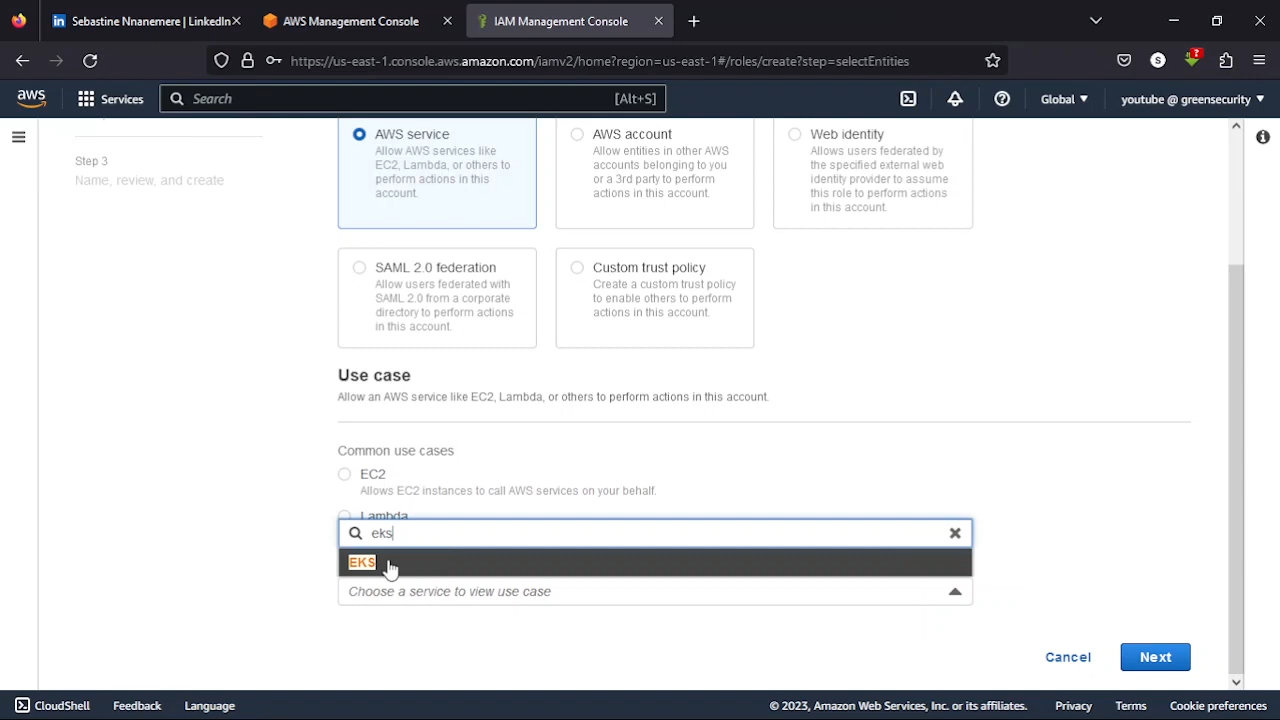 Sebastine Nnanemere | LinkedIn
AWS Management Console
IAM Management Console
https://us-east-1.console.aws.amazon.com/iamv2/home?region=us-east-1#/roles/create?step=selectEntities
aws
Services
Search
[Alt+S]
Global
youtube @ greensecurity
Step 3
Name, review, and create
AWS service
Allow AWS services like
EC2, Lambda, or others to
perform actions in this
account.
AWS account
Allow entities in other AWS
accounts belonging to you
or a 3rd party to perform
actions in this account.
Web identity
Allows users federated by
the specified external web
identity provider to assume
this role to perform actions
in this account.
SAML 2.0 federation
Allow users federated with
SAML 2.0 from a corporate
directory to perform actions
in this account.
Custom trust policy
Create a custom trust policy
to enable others to perform
actions in this account.
Use case
Allow an AWS service like EC2, Lambda, or others to perform actions in this account.
Common use cases
EC2
Allows EC2 instances to call AWS services on your behalf.
Lambda
eks
EKS
Choose a service to view use case
Cancel
Next
CloudShell
Feedback
Language
© 2023, Amazon Web Services, Inc. or its affiliates.
Privacy
Terms
Cookie preferences